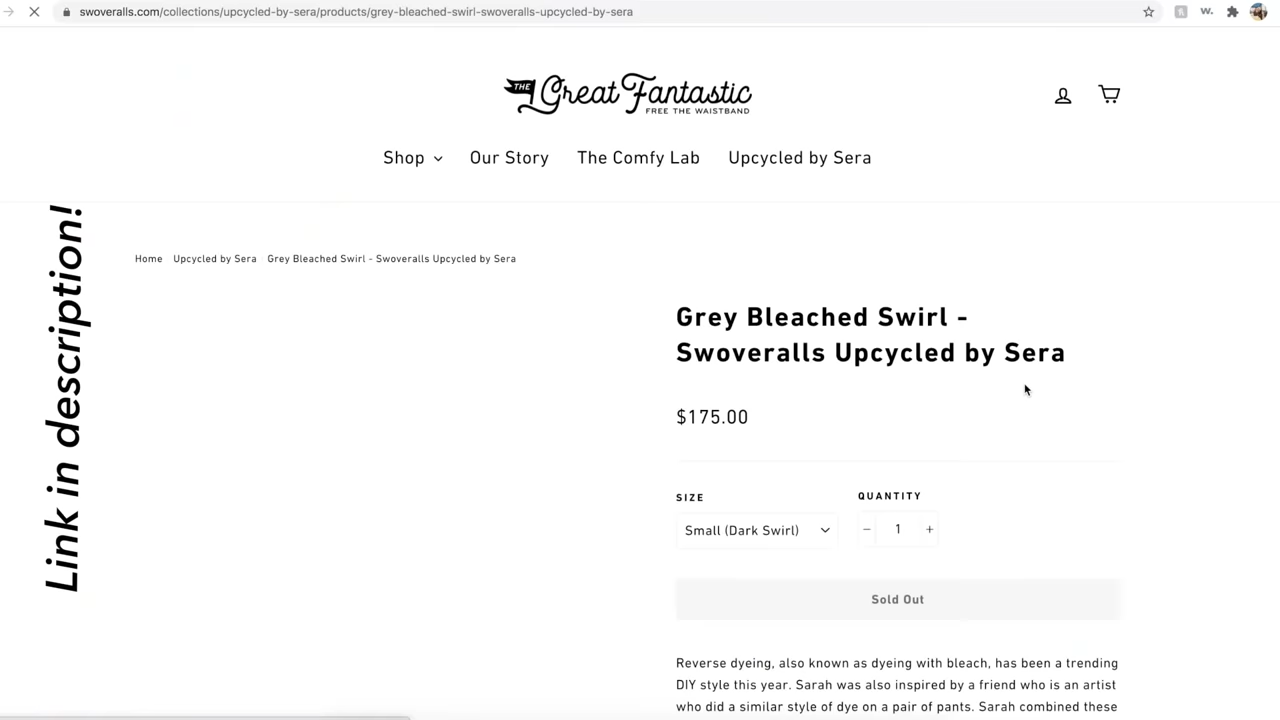 swoveralls.com/collections/upcycled-by-sera/products/grey-bleached-swirl-swoveralls-upcycled-by-sera
w.
THE Great Fantastic
FREE THE WAISTBAND
Shop Our Story The Comfy Lab Upcycled by Sera
Link in description!
Home Upcycled by Sera Grey Bleached Swirl - Swoveralls Upcycled by Sera
Grey Bleached Swirl -
Swoveralls Upcycled by Sera
$175.00
SIZE QUANTITY
Small (Dark Swirl) − 1 +
Sold Out
Reverse dyeing, also known as dyeing with bleach, has been a trending
DIY style this year. Sarah was also inspired by a friend who is an artist
who did a similar style of dye on a pair of pants. Sarah combined these